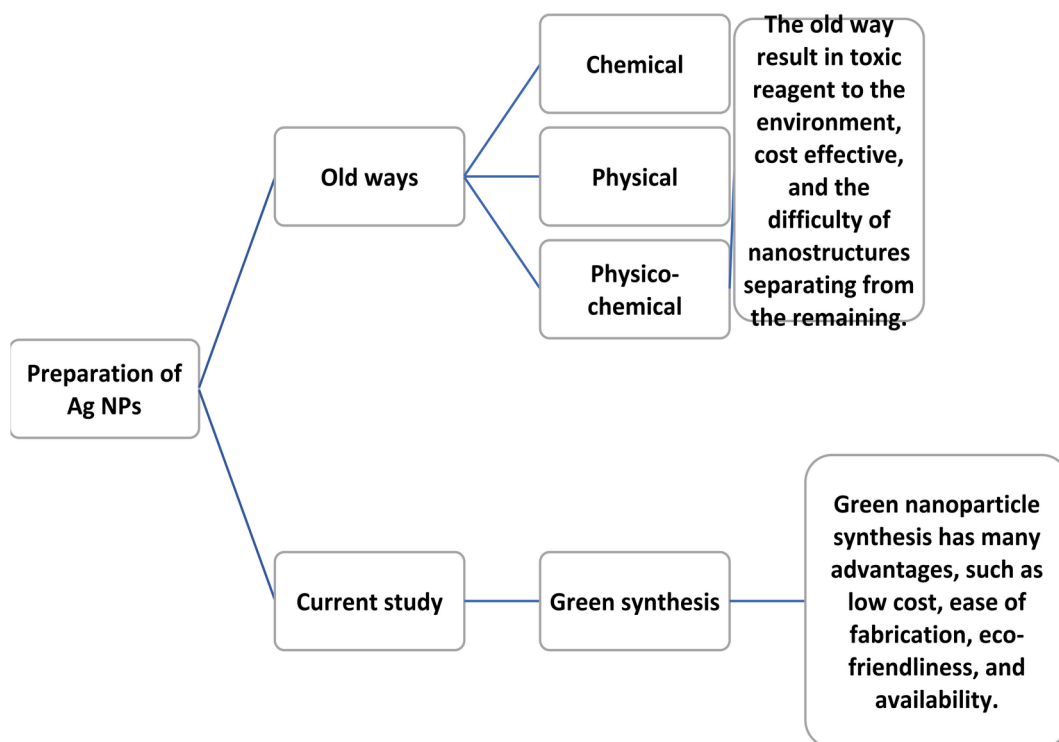 Preparation of
Ag NPs
Old ways
Chemical
Physical
Physico-
chemical
The old way
result in toxic
reagent to the
environment,
cost effective,
and the
difficulty of
nanostructures
separating from
the remaining.
Current study
Green synthesis
Green nanoparticle
synthesis has many
advantages, such as
low cost, ease of
fabrication, eco-
friendliness, and
availability.